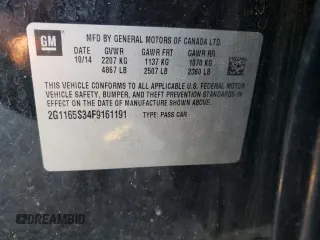 GM
MFD BY GENERAL MOTORS OF CANADA LTD.
10/14 GVWR GAWR FRT GAWR RR
2207 KG 1137 KG 1070 KG
4867 LB 2507 LB 2360 LB
THIS VEHICLE CONFORMS TO ALL APPLICABLE U.S. FEDERAL MOTOR VEHICLE
SAFETY, BUMPER, AND THEFT PREVENTION STANDARDS IN EFFECT ON THE DATE
OF MANUFACTURE SHOWN ABOVE.
2G1165S34F9161191 TYPE: PASS CAR
DREAMBID